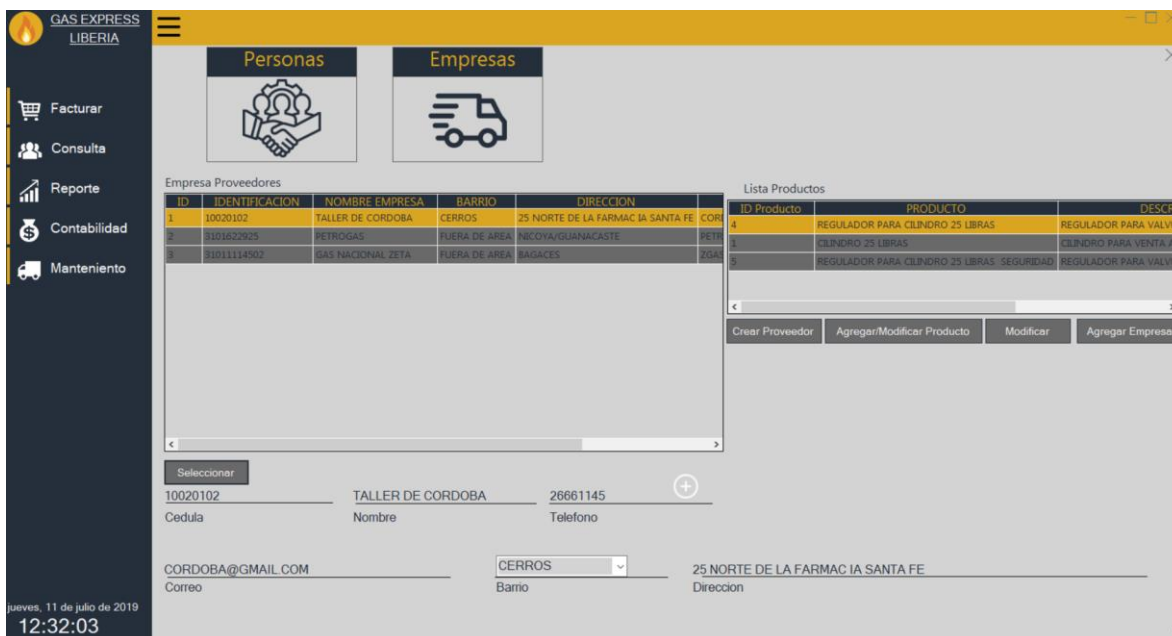 GAS EXPRESS
LIBERIA
Facturar
Consulta
Reporte
Contabilidad
Manteniento
jueves, 11 de julio de 2019
12:32:03
Personas
Empresas
Empresa Proveedores
ID IDENTIFICACION NOMBRE EMPRESA BARRIO DIRECCION
1 10020102 TALLER DE CORDOBA CERROS 25 NORTE DE LA FARMAC IA SANTA FE CORI
2 3101622925 PETROGAS FUERA DE AREA NICOYA/GUANACASTE PETR
3 31011114502 GAS NACIONAL ZETA FUERA DE AREA BAGACES ZGAS
Lista Productos
ID Producto PRODUCTO DESCR
4 REGULADOR PARA CILINDRO 25 LIBRAS REGULADOR PARA VALV
1 CILINDRO 25 LIBRAS CILINDRO PARA VENTA A
5 REGULADOR PARA CILINDRO 25 LIBRAS SEGURIDAD REGULADOR PARA VALV
Crear Proveedor Agregar/Modificar Producto Modificar Agregar Empresa
Seleccionar
10020102 TALLER DE CORDOBA 26661145
Cedula Nombre Telefono
CORDOBA@GMAIL.COM CERROS 25 NORTE DE LA FARMAC IA SANTA FE
Correo Barrio Direccion